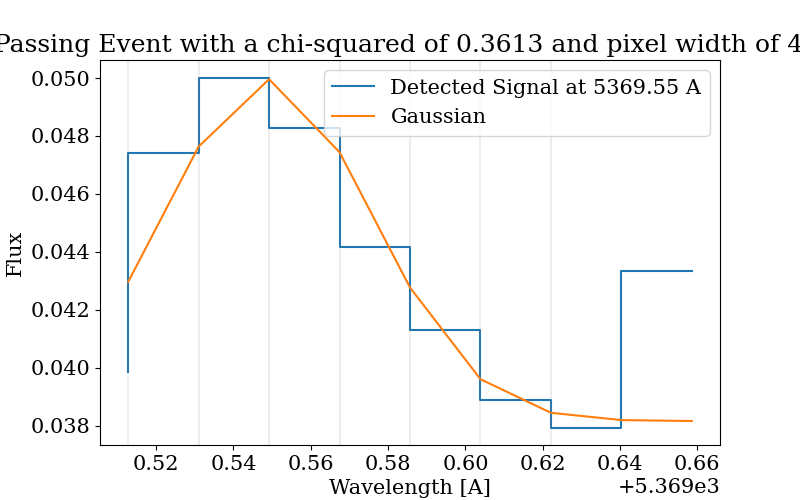 Passing Event with a chi-squared of 0.3613 and pixel width of 4
Detected Signal at 5369.55 A
Gaussian
Flux
0.050
0.048
0.046
0.044
0.042
0.040
0.038
0.52 0.54 0.56 0.58 0.60 0.62 0.64 0.66
+5.369e3
Wavelength [A]